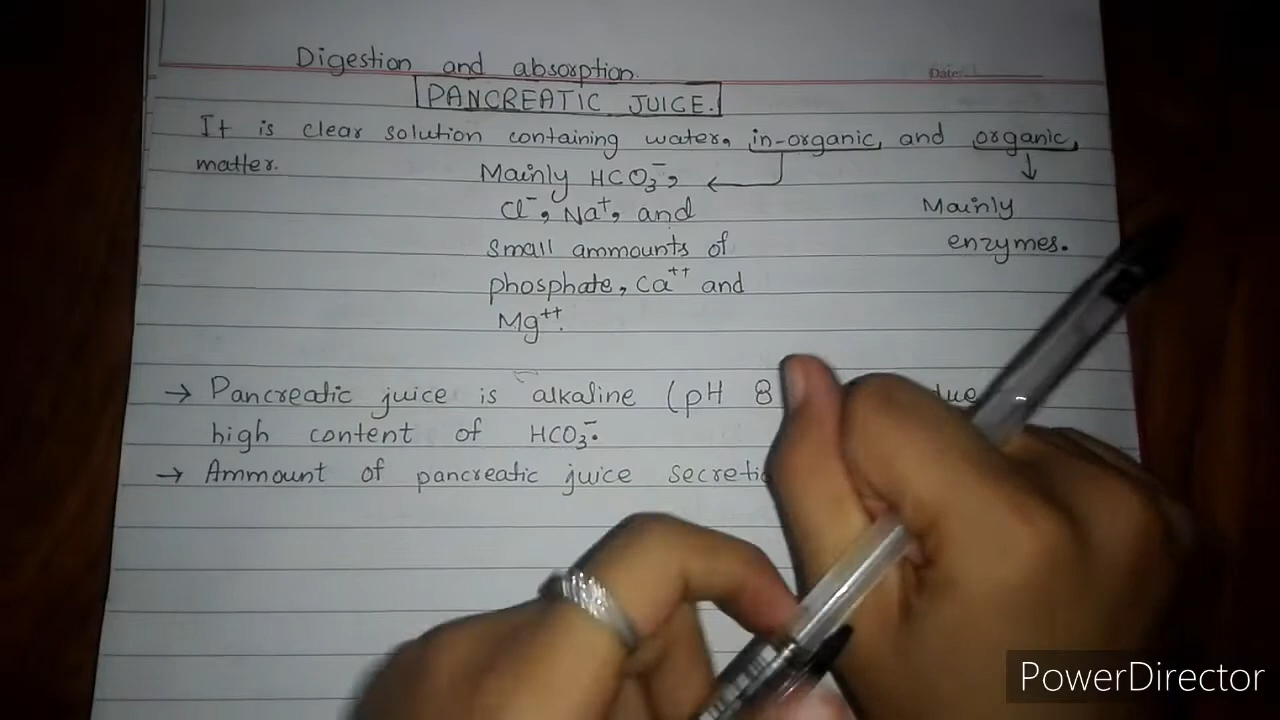 Digestion and absorption.
Date:
PANCREATIC JUICE.
It is clear solution containing water, in-organic and organic
matter.
Mainly HCO₃⁻,
Cl⁻, Na⁺, and
small ammounts of
phosphate, Ca⁺⁺ and
Mg⁺⁺.
Mainly
enzymes.
→ Pancreatic juice is alkaline (pH 8 due
high content of HCO₃⁻.
→ Ammount of pancreatic juice
PowerDirector